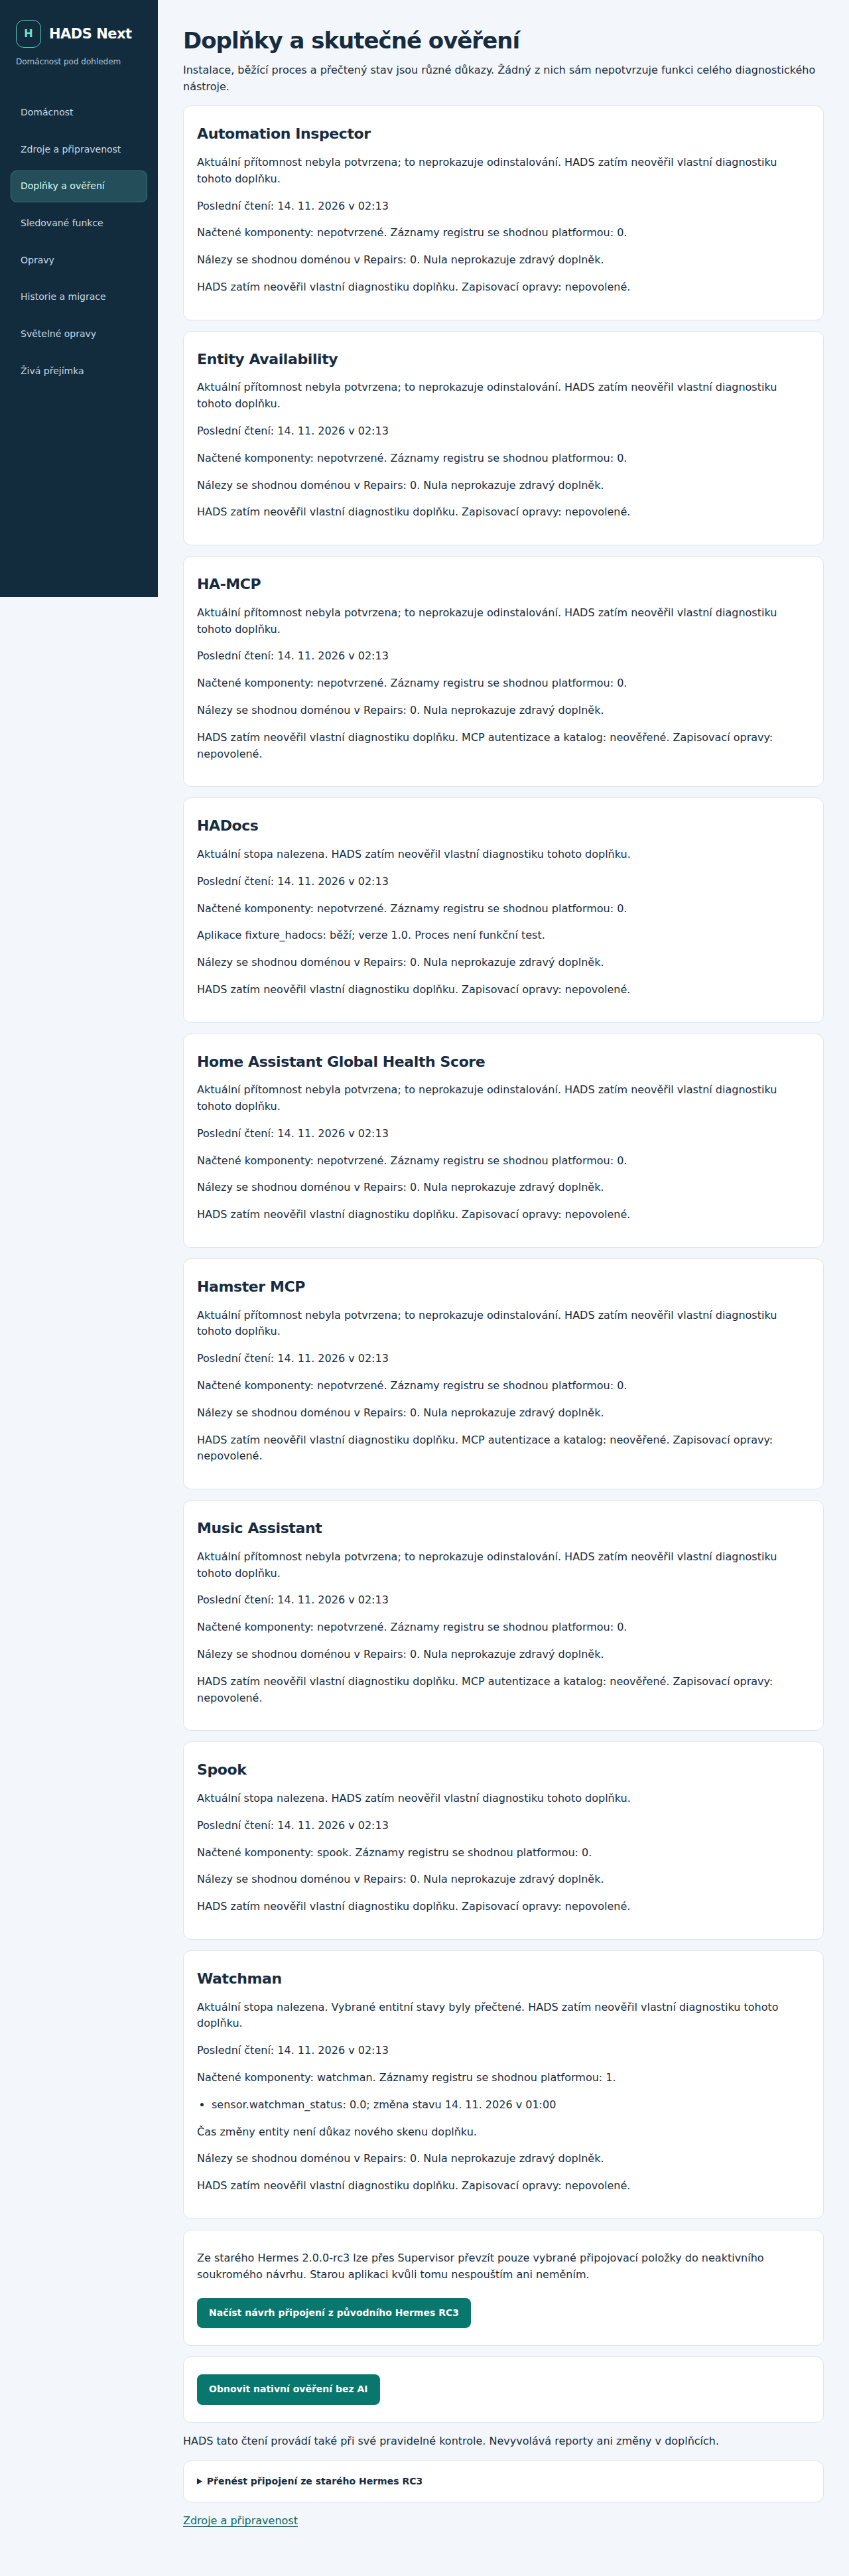 H
HADS Next
Domácnost pod dohledem
Domácnost
Zdroje a připravenost
Doplňky a ověření
Sledované funkce
Opravy
Historie a migrace
Světelné opravy
Živá přejímka
Doplňky a skutečné ověření
Instalace, běžící proces a přečtený stav jsou různé důkazy. Žádný z nich sám nepotvrzuje funkci celého diagnostického
nástroje.
Automation Inspector
Aktuální přítomnost nebyla potvrzena; to neprokazuje odinstalování. HADS zatím neověřil vlastní diagnostiku
tohoto doplňku.
Poslední čtení: 14. 11. 2026 v 02:13
Načtené komponenty: nepotvrzené. Záznamy registru se shodnou platformou: 0.
Nálezy se shodnou doménou v Repairs: 0. Nula neprokazuje zdravý doplněk.
HADS zatím neověřil vlastní diagnostiku doplňku. Zapisovací opravy: nepovolené.
Entity Availability
Aktuální přítomnost nebyla potvrzena; to neprokazuje odinstalování. HADS zatím neověřil vlastní diagnostiku
tohoto doplňku.
Poslední čtení: 14. 11. 2026 v 02:13
Načtené komponenty: nepotvrzené. Záznamy registru se shodnou platformou: 0.
Nálezy se shodnou doménou v Repairs: 0. Nula neprokazuje zdravý doplněk.
HADS zatím neověřil vlastní diagnostiku doplňku. Zapisovací opravy: nepovolené.
HA-MCP
Aktuální přítomnost nebyla potvrzena; to neprokazuje odinstalování. HADS zatím neověřil vlastní diagnostiku
tohoto doplňku.
Poslední čtení: 14. 11. 2026 v 02:13
Načtené komponenty: nepotvrzené. Záznamy registru se shodnou platformou: 0.
Nálezy se shodnou doménou v Repairs: 0. Nula neprokazuje zdravý doplněk.
HADS zatím neověřil vlastní diagnostiku doplňku. MCP autentizace a katalog: neověřené. Zapisovací opravy:
nepovolené.
HADocs
Aktuální stopa nalezena. HADS zatím neověřil vlastní diagnostiku tohoto doplňku.
Poslední čtení: 14. 11. 2026 v 02:13
Načtené komponenty: nepotvrzené. Záznamy registru se shodnou platformou: 0.
Aplikace fixture_hadocs: běží; verze 1.0. Proces není funkční test.
Nálezy se shodnou doménou v Repairs: 0. Nula neprokazuje zdravý doplněk.
HADS zatím neověřil vlastní diagnostiku doplňku. Zapisovací opravy: nepovolené.
Home Assistant Global Health Score
Aktuální přítomnost nebyla potvrzena; to neprokazuje odinstalování. HADS zatím neověřil vlastní diagnostiku
tohoto doplňku.
Poslední čtení: 14. 11. 2026 v 02:13
Načtené komponenty: nepotvrzené. Záznamy registru se shodnou platformou: 0.
Nálezy se shodnou doménou v Repairs: 0. Nula neprokazuje zdravý doplněk.
HADS zatím neověřil vlastní diagnostiku doplňku. Zapisovací opravy: nepovolené.
Hamster MCP
Aktuální přítomnost nebyla potvrzena; to neprokazuje odinstalování. HADS zatím neověřil vlastní diagnostiku
tohoto doplňku.
Poslední čtení: 14. 11. 2026 v 02:13
Načtené komponenty: nepotvrzené. Záznamy registru se shodnou platformou: 0.
Nálezy se shodnou doménou v Repairs: 0. Nula neprokazuje zdravý doplněk.
HADS zatím neověřil vlastní diagnostiku doplňku. MCP autentizace a katalog: neověřené. Zapisovací opravy:
nepovolené.
Music Assistant
Aktuální přítomnost nebyla potvrzena; to neprokazuje odinstalování. HADS zatím neověřil vlastní diagnostiku
tohoto doplňku.
Poslední čtení: 14. 11. 2026 v 02:13
Načtené komponenty: nepotvrzené. Záznamy registru se shodnou platformou: 0.
Nálezy se shodnou doménou v Repairs: 0. Nula neprokazuje zdravý doplněk.
HADS zatím neověřil vlastní diagnostiku doplňku. MCP autentizace a katalog: neověřené. Zapisovací opravy:
nepovolené.
Spook
Aktuální stopa nalezena. HADS zatím neověřil vlastní diagnostiku tohoto doplňku.
Poslední čtení: 14. 11. 2026 v 02:13
Načtené komponenty: spook. Záznamy registru se shodnou platformou: 0.
Nálezy se shodnou doménou v Repairs: 0. Nula neprokazuje zdravý doplněk.
HADS zatím neověřil vlastní diagnostiku doplňku. Zapisovací opravy: nepovolené.
Watchman
Aktuální stopa nalezena. Vybrané entitní stavy byly přečtené. HADS zatím neověřil vlastní diagnostiku tohoto
doplňku.
Poslední čtení: 14. 11. 2026 v 02:13
Načtené komponenty: watchman. Záznamy registru se shodnou platformou: 1.
• sensor.watchman_status: 0.0; změna stavu 14. 11. 2026 v 01:00
Čas změny entity není důkaz nového skenu doplňku.
Nálezy se shodnou doménou v Repairs: 0. Nula neprokazuje zdravý doplněk.
HADS zatím neověřil vlastní diagnostiku doplňku. Zapisovací opravy: nepovolené.
Ze starého Hermes 2.0.0-rc3 lze přes Supervisor převzít pouze vybrané připojovací položky do neaktivního
soukromého návrhu. Starou aplikaci kvůli tomu nespouštím ani neměním.
Načíst návrh připojení z původního Hermes RC3
Obnovit nativní ověření bez AI
HADS tato čtení provádí také při své pravidelné kontrole. Nevyvolává reporty ani změny v doplňcích.
Přenést připojení ze starého Hermes RC3
Zdroje a připravenost